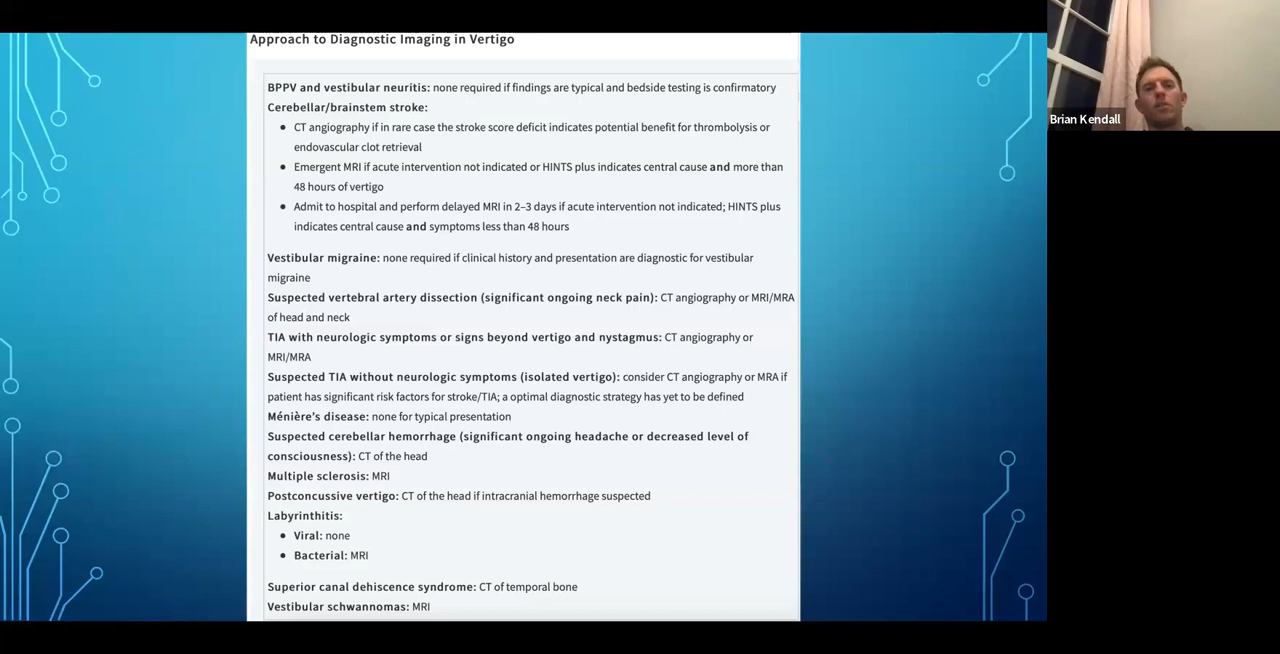 Approach to Diagnostic Imaging in Vertigo
BPPV and vestibular neuritis: none required if findings are typical and bedside testing is confirmatory
Cerebellar/brainstem stroke:
• CT angiography if in rare case the stroke score deficit indicates potential benefit for thrombolysis or
endovascular clot retrieval
• Emergent MRI if acute intervention not indicated or HINTS plus indicates central cause and more than
48 hours of vertigo
• Admit to hospital and perform delayed MRI in 2–3 days if acute intervention not indicated; HINTS plus
indicates central cause and symptoms less than 48 hours
Vestibular migraine: none required if clinical history and presentation are diagnostic for vestibular
migraine
Suspected vertebral artery dissection (significant ongoing neck pain): CT angiography or MRI/MRA
of head and neck
TIA with neurologic symptoms or signs beyond vertigo and nystagmus: CT angiography or
MRI/MRA
Suspected TIA without neurologic symptoms (isolated vertigo): consider CT angiography or MRA if
patient has significant risk factors for stroke/TIA; a optimal diagnostic strategy has yet to be defined
Ménière's disease: none for typical presentation
Suspected cerebellar hemorrhage (significant ongoing headache or decreased level of
consciousness): CT of the head
Multiple sclerosis: MRI
Postconcussive vertigo: CT of the head if intracranial hemorrhage suspected
Labyrinthitis:
• Viral: none
• Bacterial: MRI
Superior canal dehiscence syndrome: CT of temporal bone
Vestibular schwannomas: MRI
Brian Kendall